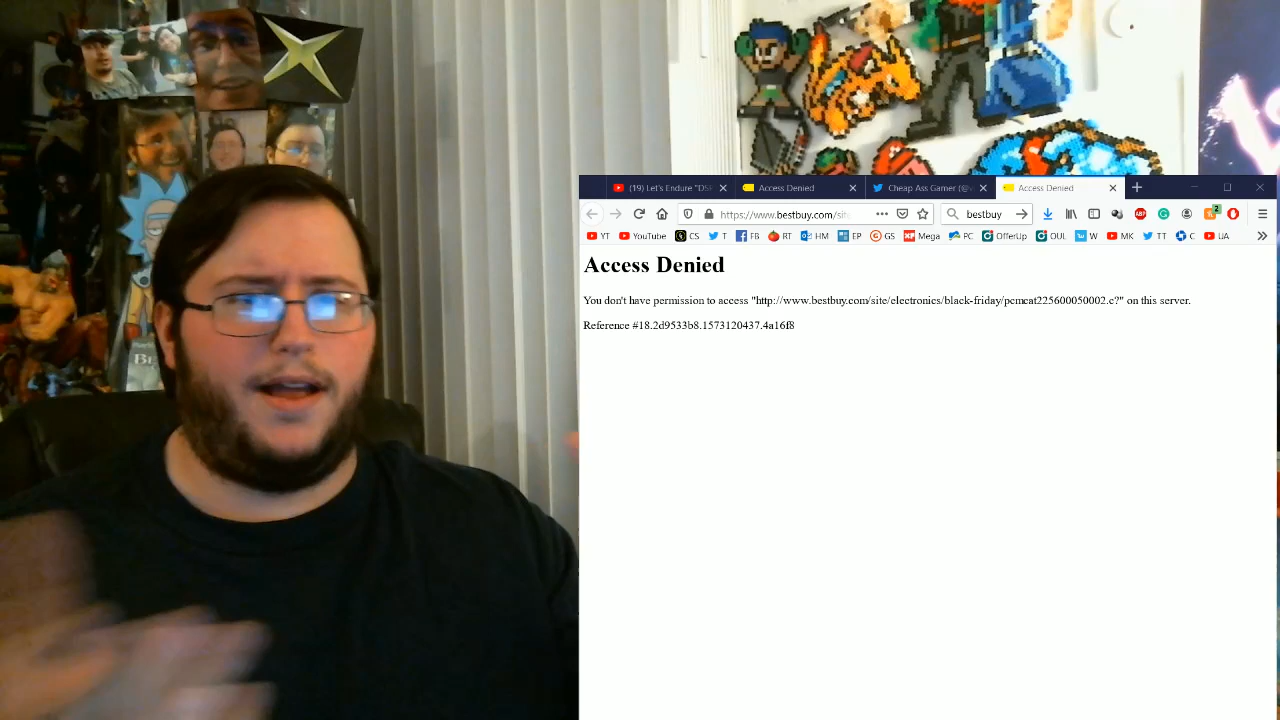 (19) Let's Endure "DSP
Access Denied
Cheap Ass Gamer (@v
Access Denied
https://www.bestbuy.com/site
bestbuy
YT
YouTube
CS
T
FB
RT
HM
EP
GS
Mega
PC
OfferUp
OUL
W
MK
TT
C
UA
Access Denied
You don't have permission to access "http://www.bestbuy.com/site/electronics/black-friday/pcmcat225600050002.c?" on this server.
Reference #18.2d9533b8.1573120437.4a16f8